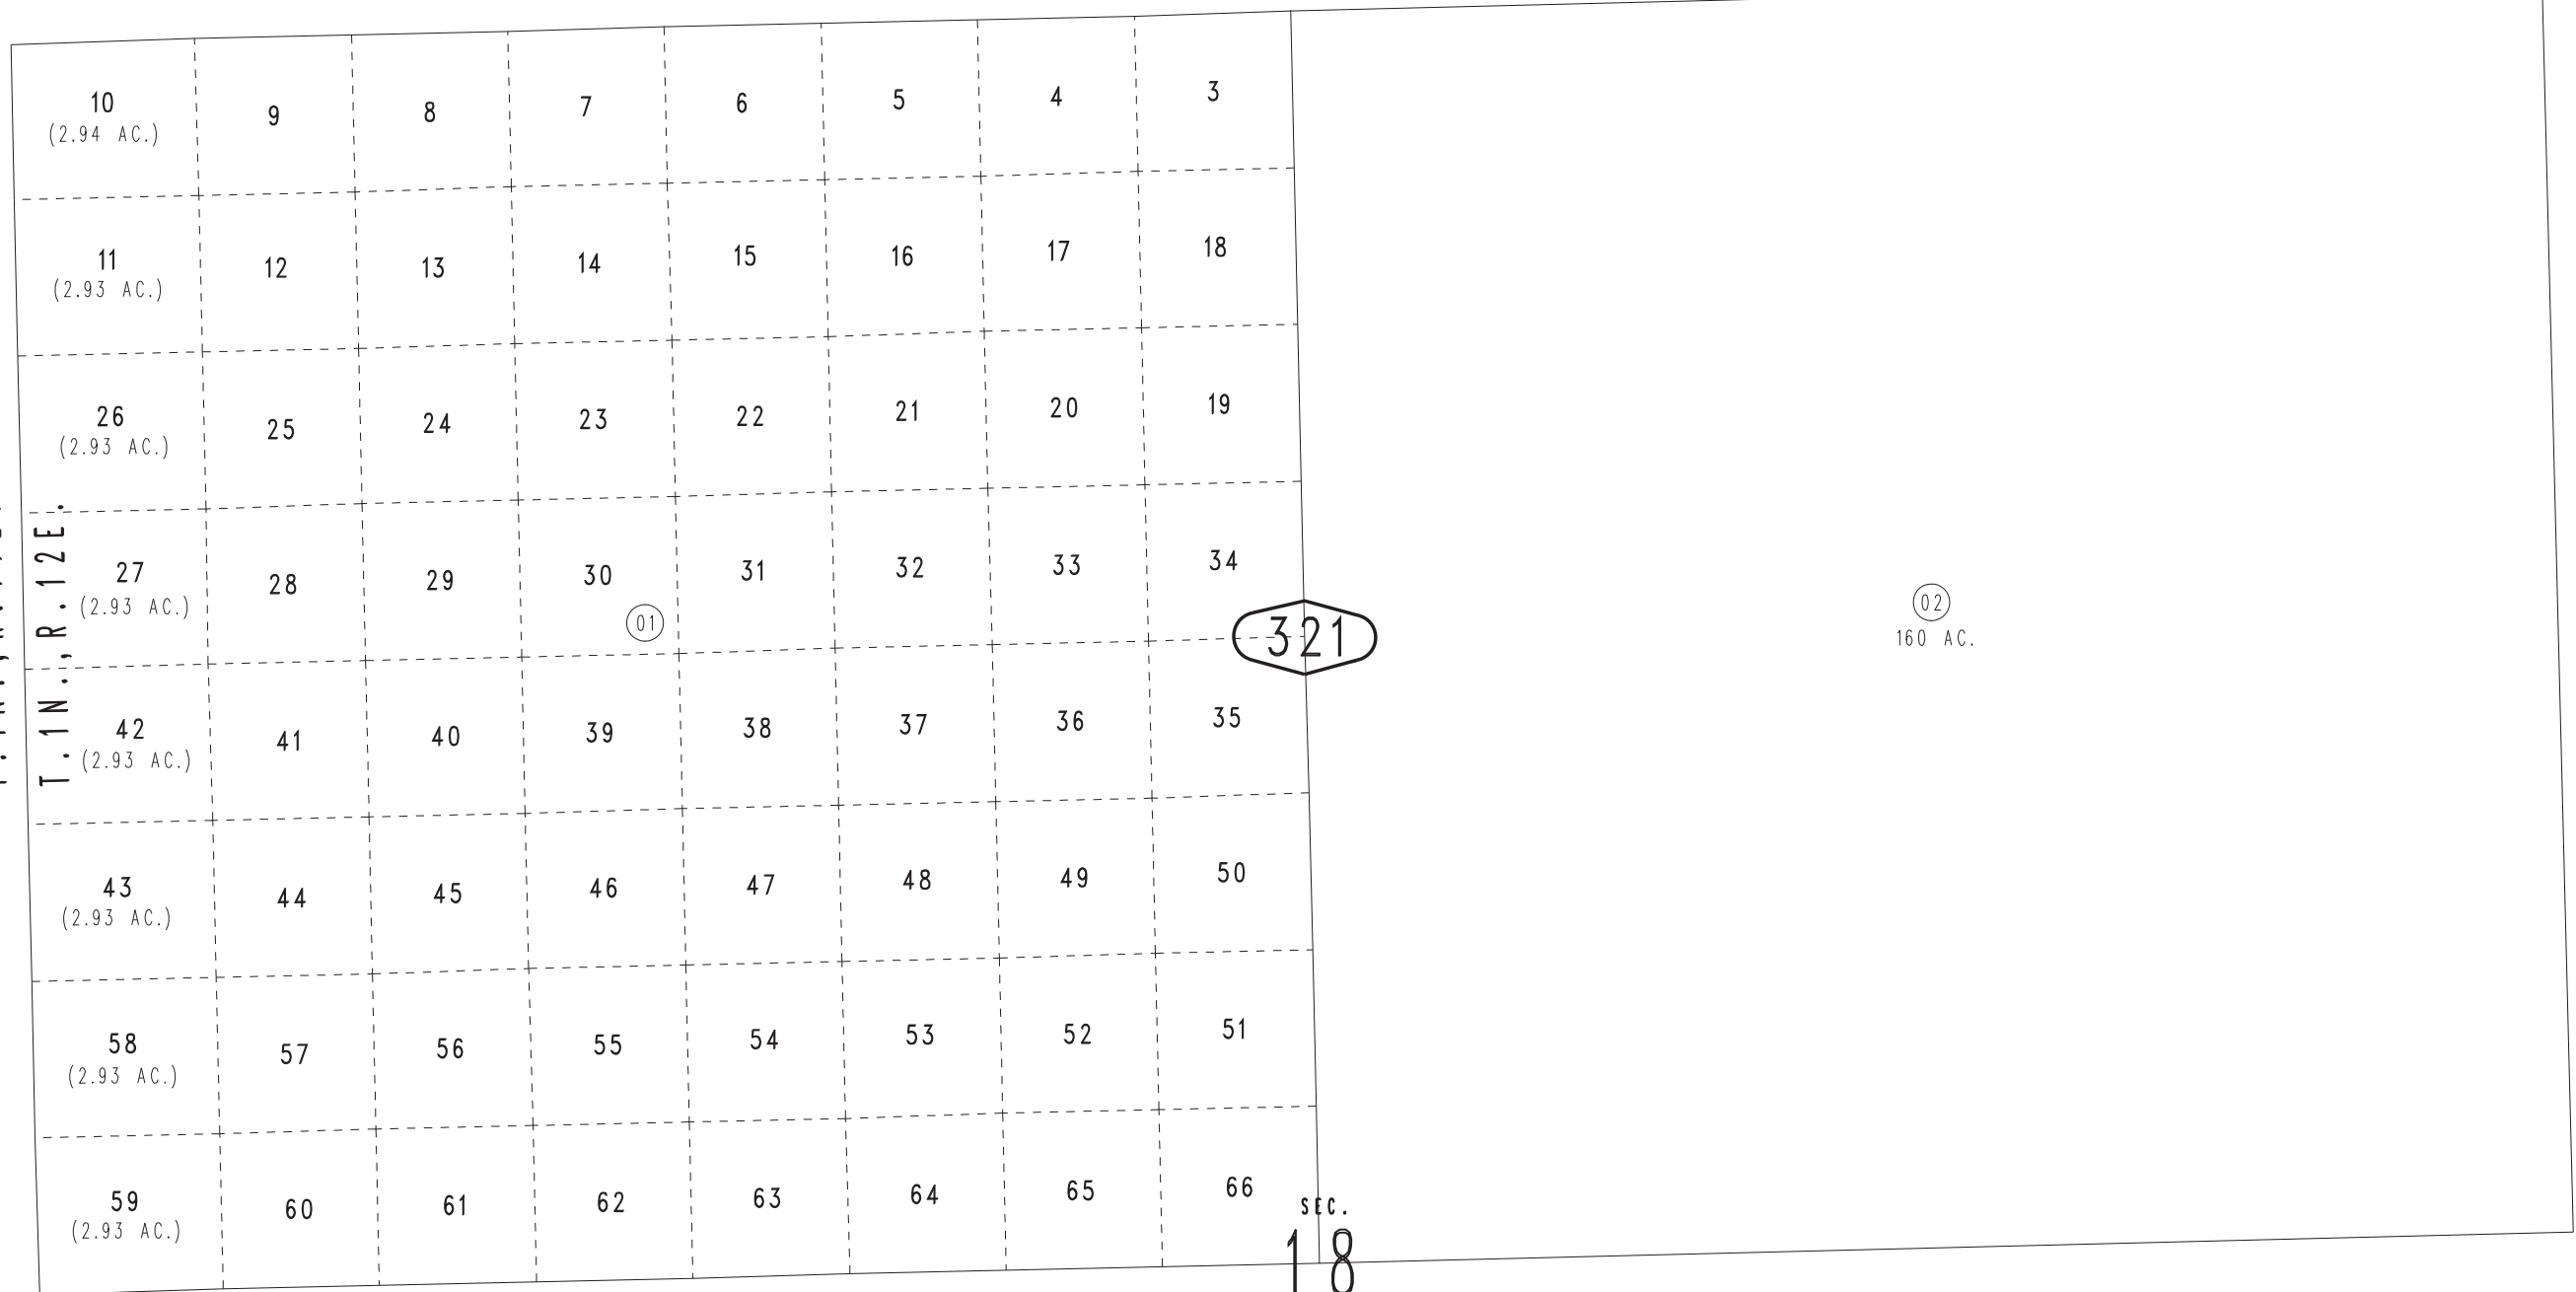 10 9 8 7 6 5 4 3
(2.94 AC.)
11 12 13 14 15 16 17 18
(2.93 AC.)
26 25 24 23 22 21 20 19
(2.93 AC.)
27 28 29 30 31 32 33 34
(2.93 AC.)
01
321
02
160 AC.
T.1N.,R.12E.
42 41 40 39 38 37 36 35
(2.93 AC.)
43 44 45 46 47 48 49 50
(2.93 AC.)
58 57 56 55 54 53 52 51
(2.93 AC.)
59 60 61 62 63 64 65 66
(2.93 AC.)
SEC.
18